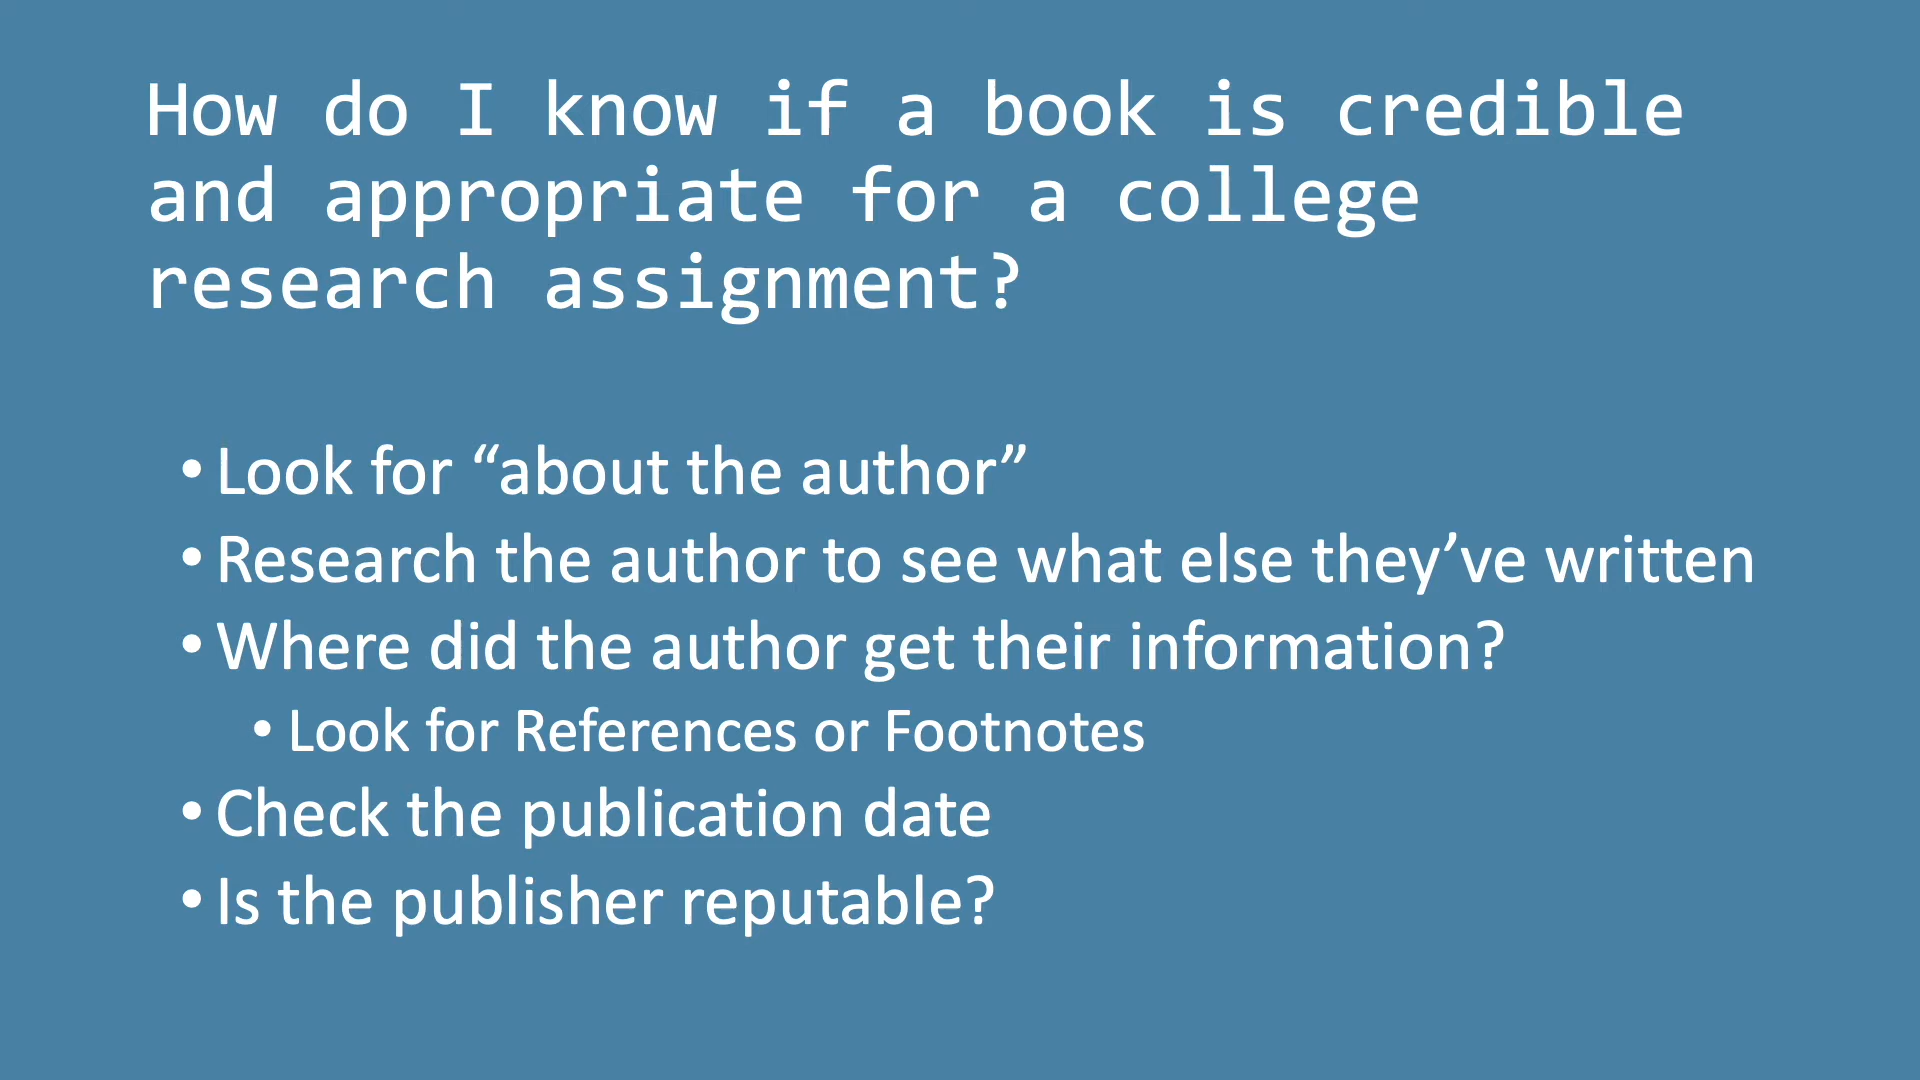 How do I know if a book is credible
and appropriate for a college
research assignment?
• Look for “about the author”
• Research the author to see what else they’ve written
• Where did the author get their information?
• Look for References or Footnotes
• Check the publication date
• Is the publisher reputable?